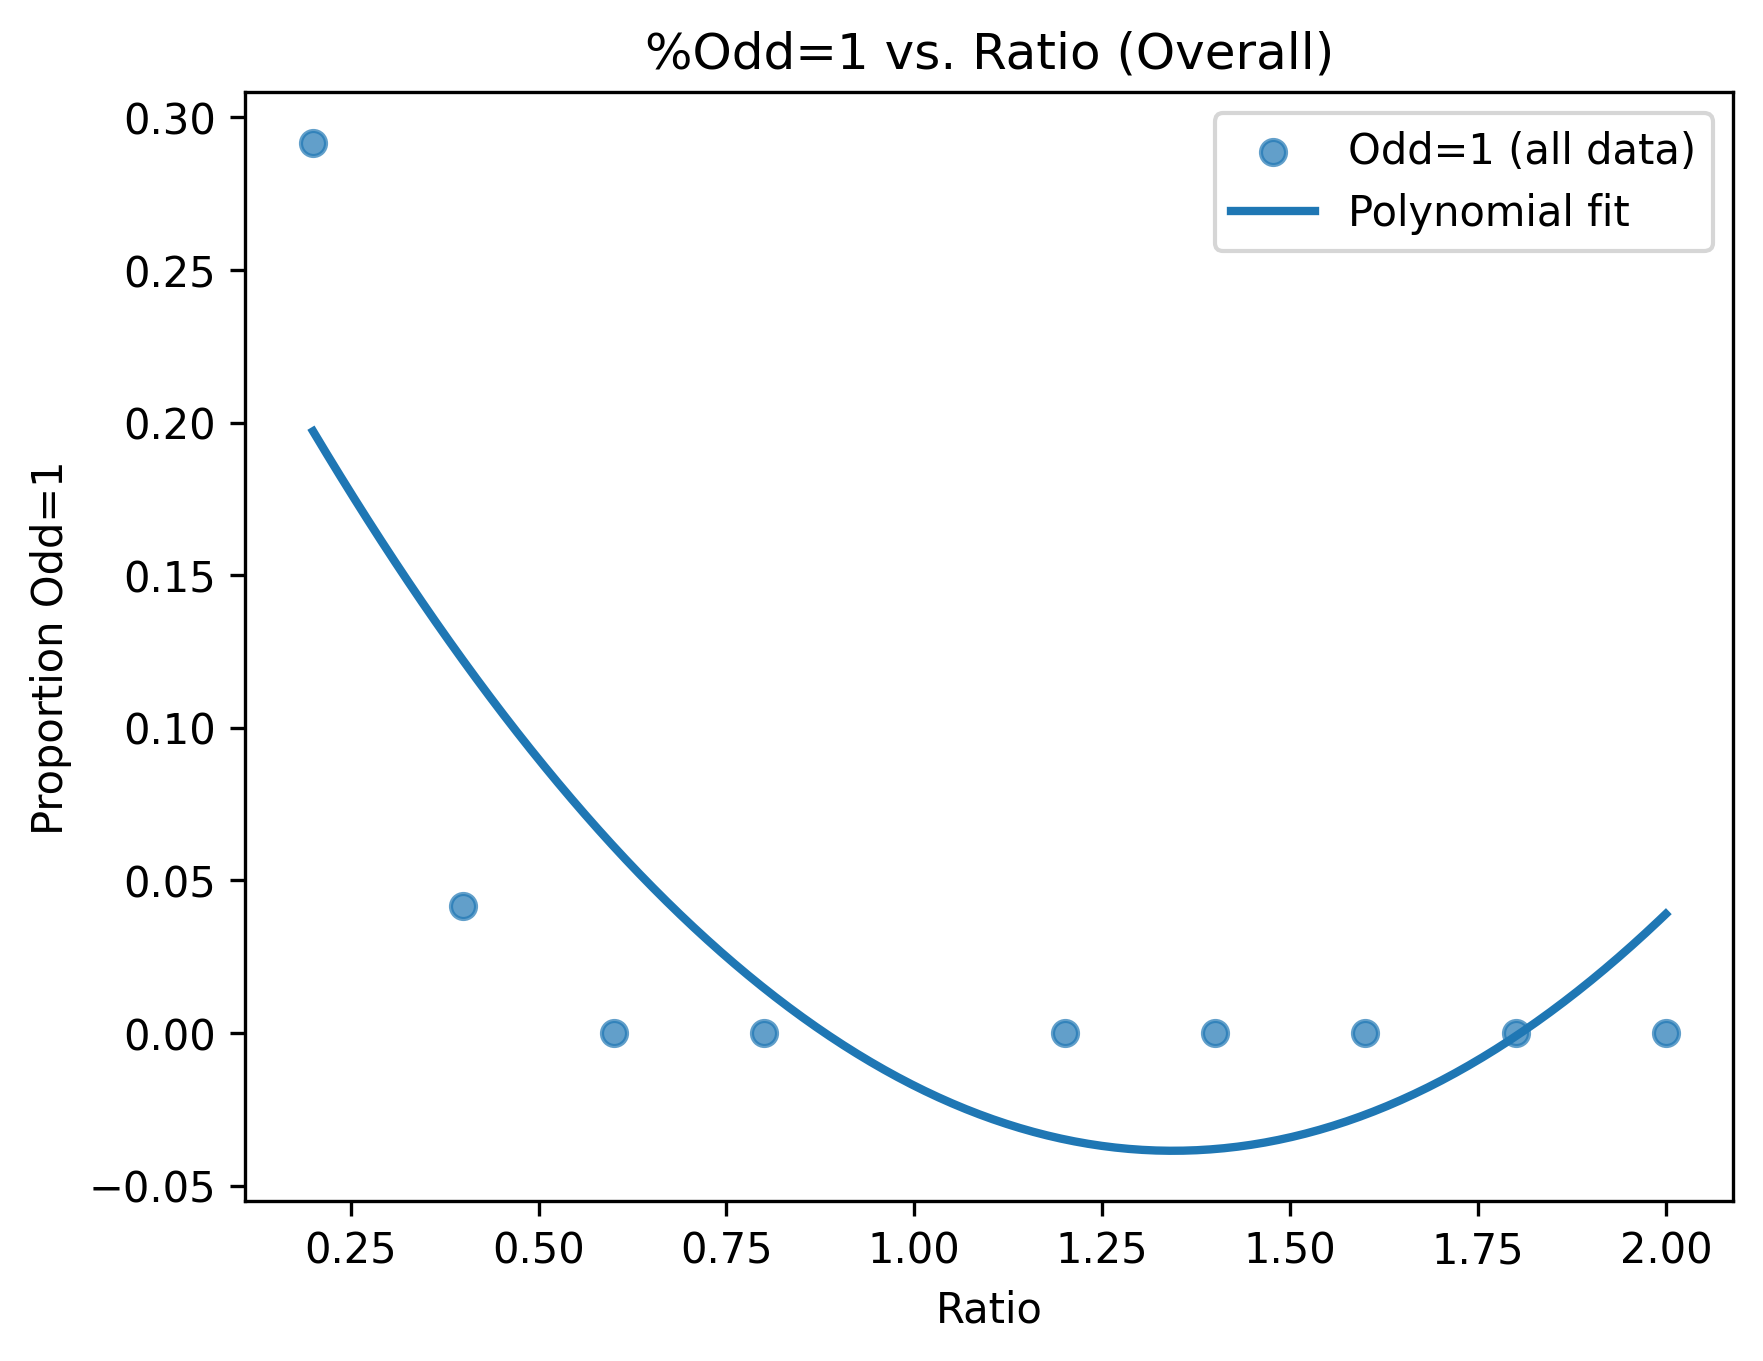 %Odd=1 vs. Ratio (Overall)
Odd=1 (all data)
Polynomial fit
Proportion Odd=1
0.30
0.25
0.20
0.15
0.10
0.05
0.00
−0.05
0.25 0.50 0.75 1.00 1.25 1.50 1.75 2.00
Ratio